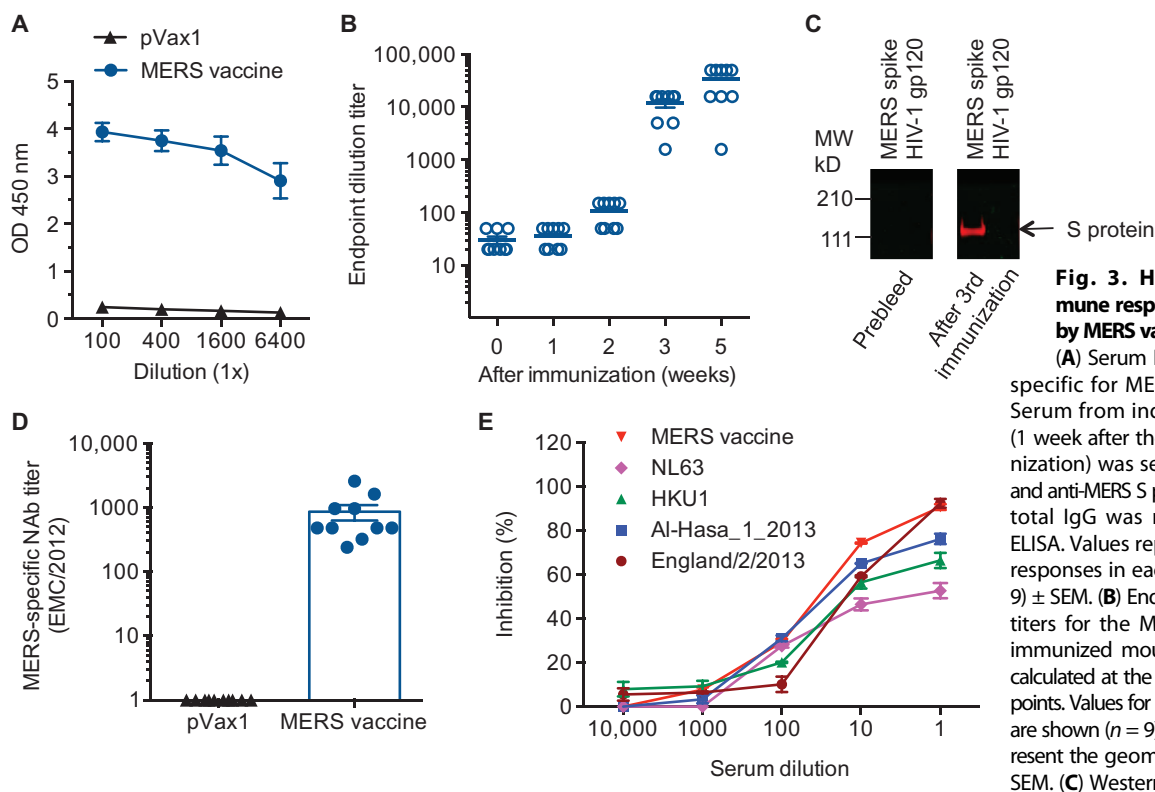 A
pVax1
MERS vaccine
5
4
3
2
1
0
OD 450 nm
100
400
1600
6400
Dilution (1x)
B
100,000
10,000
1000
100
10
Endpoint dilution titer
0
1
2
3
5
After immunization (weeks)
C
MERS spike
HIV-1 gp120
MERS spike
HIV-1 gp120
MW
kD
210
111
S protein
Prebleed
After 3rd
immunization
Fig. 3. H
mune resp
by MERS va
(A) Serum I
specific for ME
Serum from inc
(1 week after th
nization) was se
and anti-MERS S p
total IgG was r
ELISA. Values rep
responses in ea
9) ± SEM. (B) End
titers for the M
immunized mou
calculated at the
points. Values for
are shown (n = 9)
resent the geom
SEM. (C) Western
D
10,000
1000
100
10
1
MERS-specific NAb titer
(EMC/2012)
pVax1
MERS vaccine
E
MERS vaccine
NL63
HKU1
Al-Hasa_1_2013
England/2/2013
120
100
80
60
40
20
0
Inhibition (%)
10,000
1000
100
10
1
Serum dilution